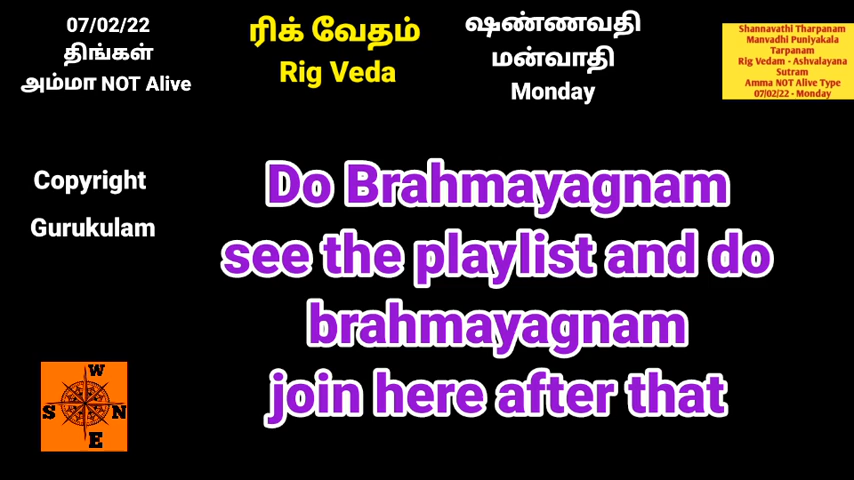 07/02/22
திங்கள்
அம்மா NOT Alive
ரிக் வேதம்
Rig Veda
ஷண்ணவதி
மன்வாதி
Monday
Shannavathi Tharpanam
Manvadhi Puniyakala
Tarpanam
Rig Vedam - Ashvalayana
Sutram
Amma NOT Alive Type
07/02/22 - Monday
Copyright
Gurukulam
Do Brahmayagnam
see the playlist and do
brahmayagnam
join here after that
W
S N
E